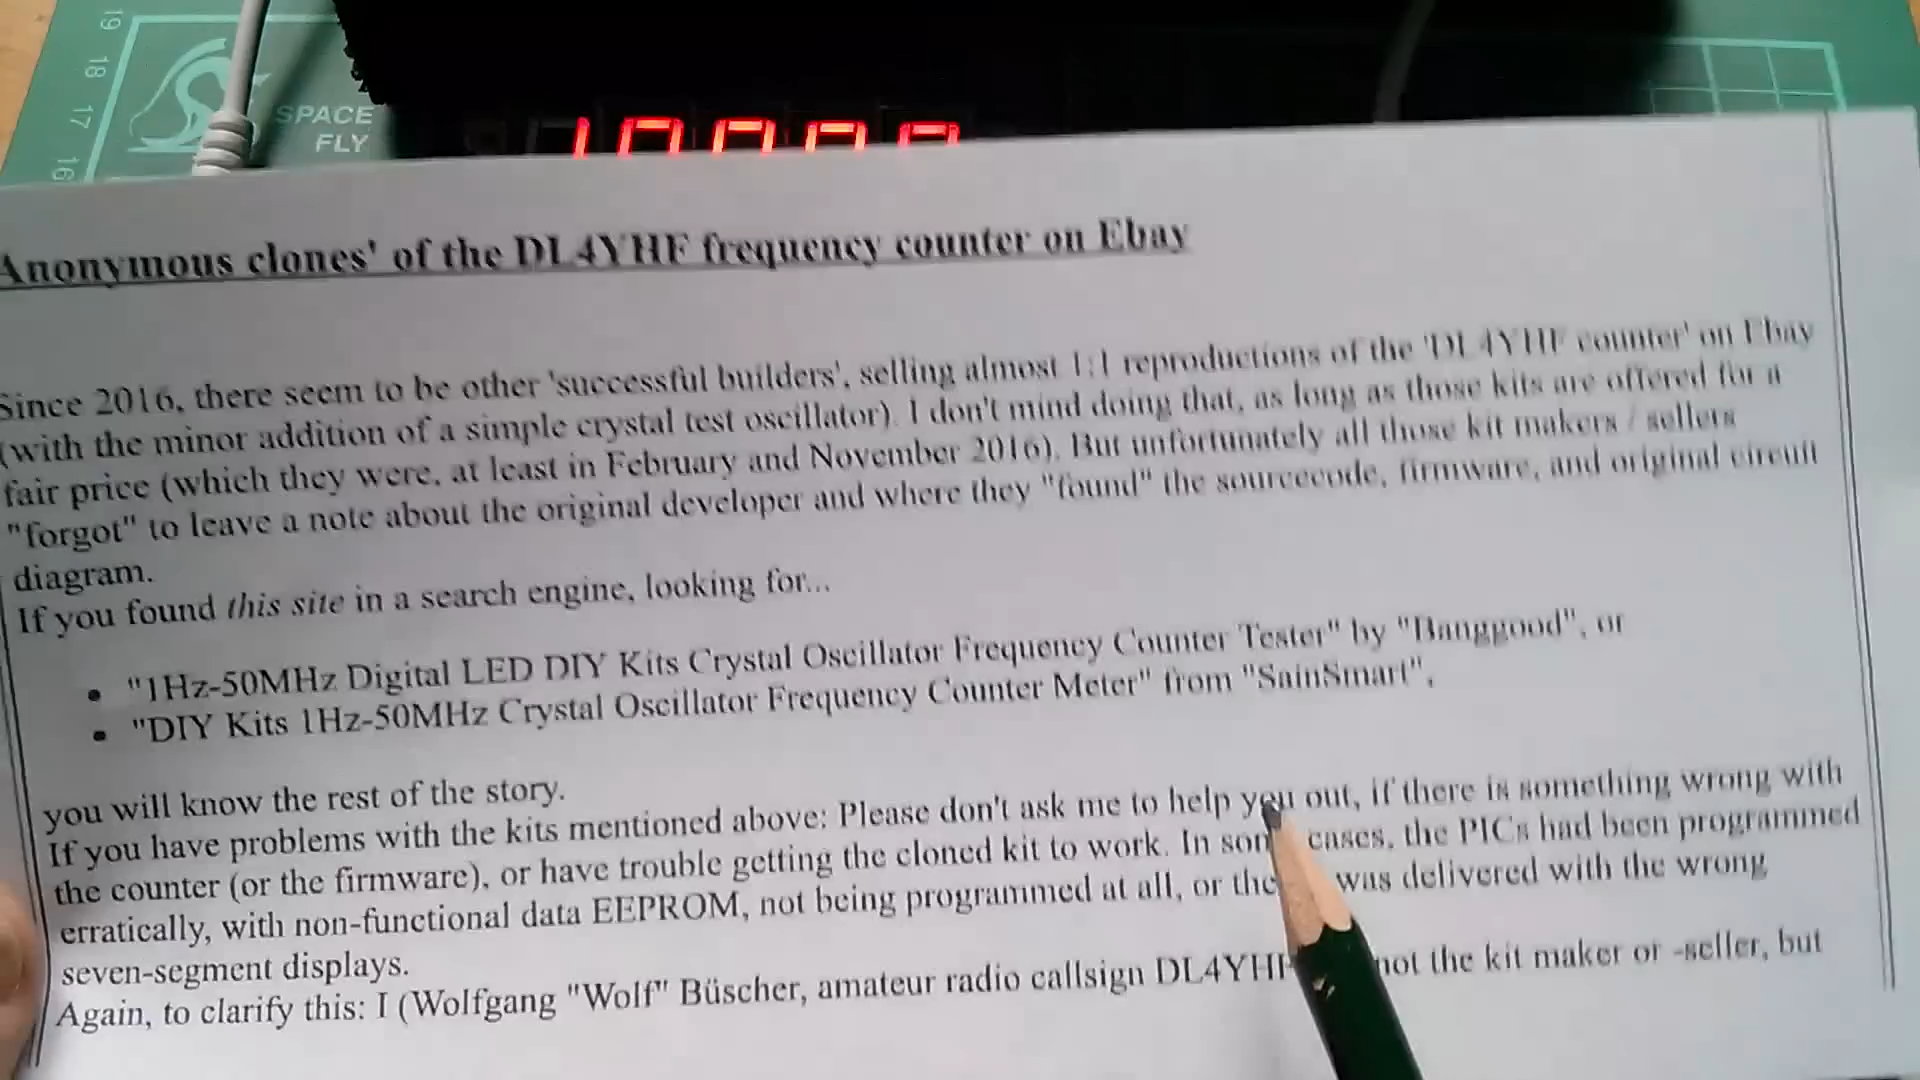 19
18
17
16
SPACE
FLY
Anonymous clones' of the DL4YHF frequency counter on Ebay
Since 2016, there seem to be other 'successful builders', selling almost 1:1 reproductions of the 'DL4YHF counter' on Ebay
(with the minor addition of a simple crystal test oscillator). I don't mind doing that, as long as those kits are offered for a
fair price (which they were, at least in February and November 2016). But unfortunately all those kit makers / sellers
"forgot" to leave a note about the original developer and where they "found" the sourcecode, firmware, and original circuit
diagram.
If you found this site in a search engine, looking for...
• "1Hz-50MHz Digital LED DIY Kits Crystal Oscillator Frequency Counter Tester" by "Banggood", or
• "DIY Kits 1Hz-50MHz Crystal Oscillator Frequency Counter Meter" from "SainSmart",
you will know the rest of the story.
If you have problems with the kits mentioned above: Please don't ask me to help you out, if there is something wrong with
the counter (or the firmware), or have trouble getting the cloned kit to work. In some cases, the PICs had been programmed
erratically, with non-functional data EEPROM, not being programmed at all, or the was delivered with the wrong
seven-segment displays.
Again, to clarify this: I (Wolfgang "Wolf" Büscher, amateur radio callsign DL4YHF not the kit maker or -seller, but